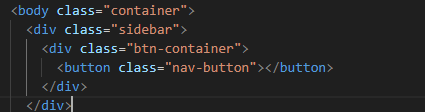 <body class="container">
  <div class="sidebar">
    <div class="btn-container">
      <button class="nav-button"></button>
    </div>
  </div>